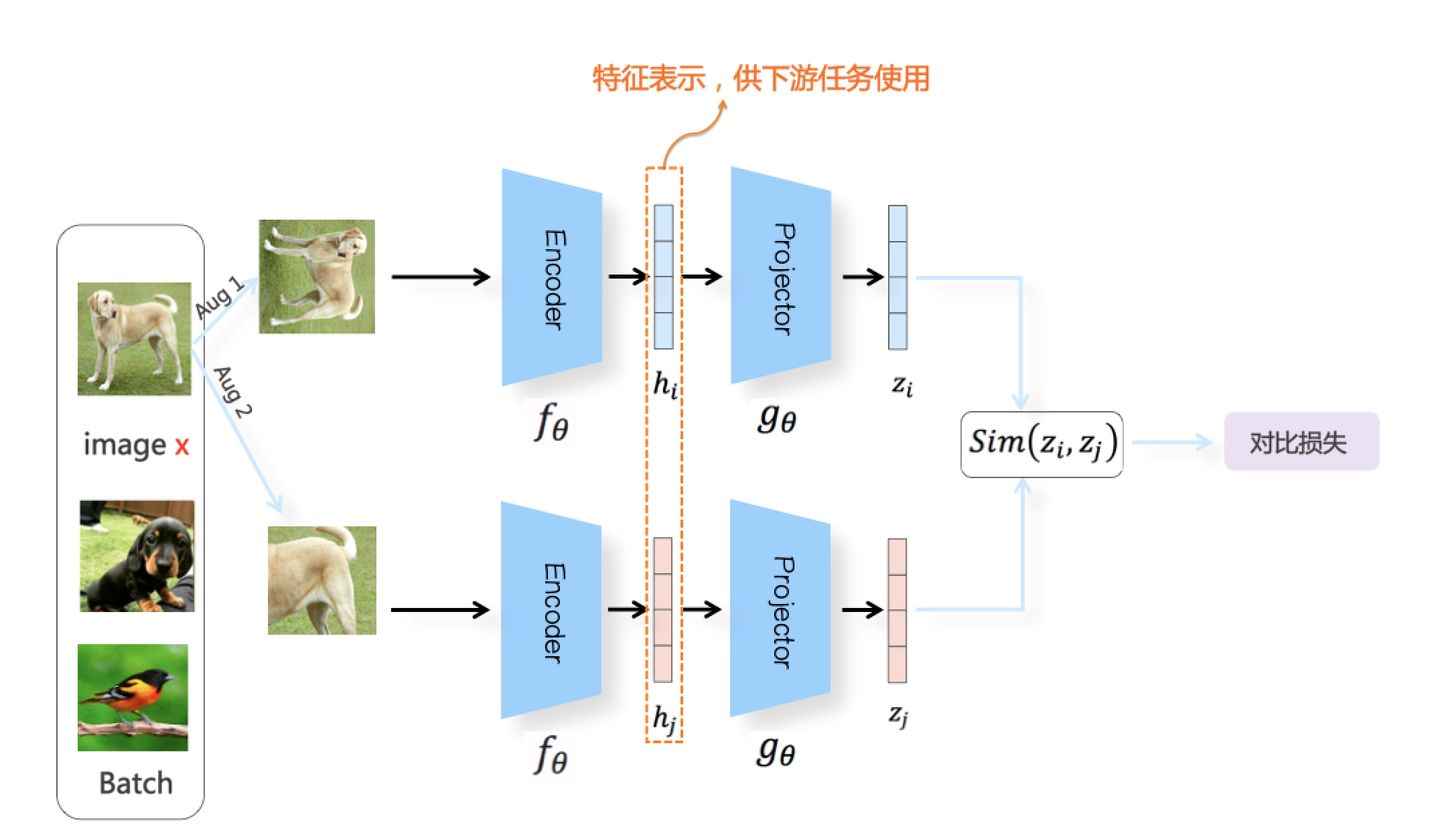 特征表示，供下游任务使用
Aug 1
Aug 2
image x
Batch
Encoder
f_θ
h_i
Projector
g_θ
z_i
Encoder
f_θ
h_j
Projector
g_θ
z_j
Sim(z_i, z_j)
对比损失